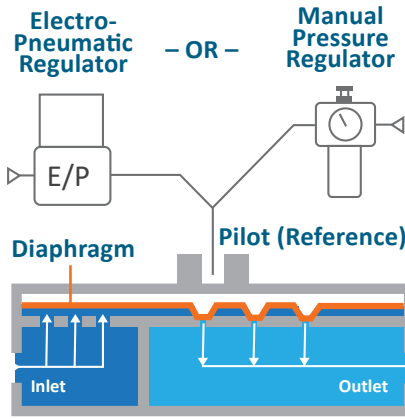 Electro-
Pneumatic
Regulator
– OR –
Manual
Pressure
Regulator
E/P
Pilot (Reference)
Diaphragm
Inlet
Outlet